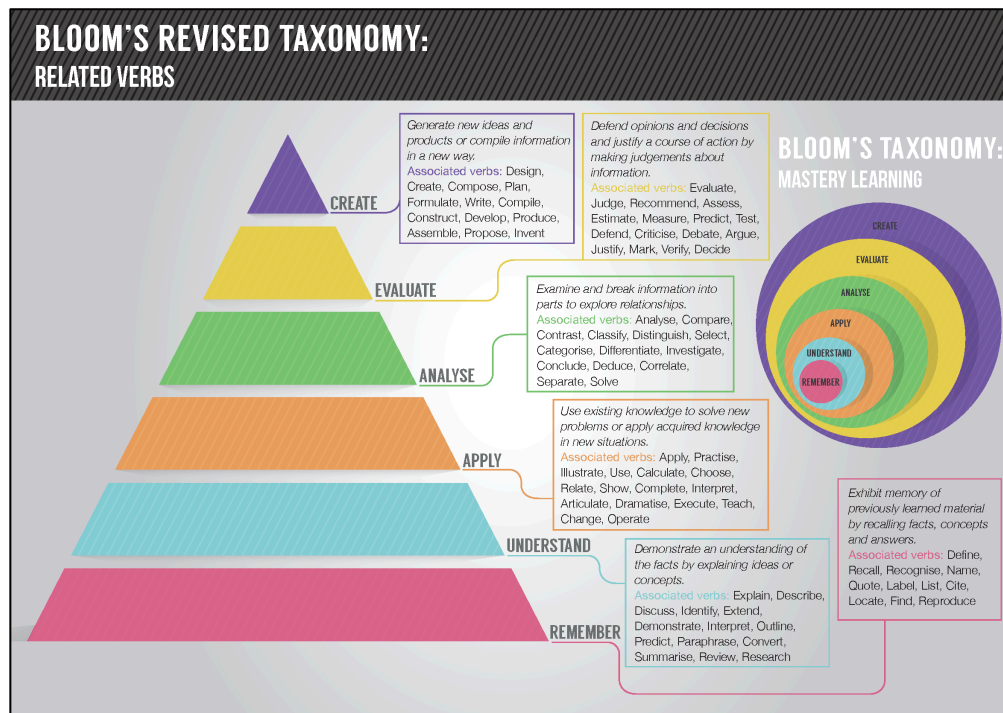 BLOOM'S REVISED TAXONOMY:
RELATED VERBS
Generate new ideas and
products or compile information
in a new way.
Associated verbs: Design,
Create, Compose, Plan,
Formulate, Write, Compile,
Construct, Develop, Produce,
Assemble, Propose, Invent
CREATE
Defend opinions and decisions
and justify a course of action by
making judgements about
information.
Associated verbs: Evaluate,
Judge, Recommend, Assess,
Estimate, Measure, Predict, Test,
Defend, Criticise, Debate, Argue,
Justify, Mark, Verify, Decide
EVALUATE
Examine and break information into
parts to explore relationships.
Associated verbs: Analyse, Compare,
Contrast, Classify, Distinguish, Select,
Categorise, Differentiate, Investigate,
Conclude, Deduce, Correlate,
Separate, Solve
ANALYSE
Use existing knowledge to solve new
problems or apply acquired knowledge
in new situations.
Associated verbs: Apply, Practise,
Illustrate, Use, Calculate, Choose,
Relate, Show, Complete, Interpret,
Articulate, Dramatise, Execute, Teach,
Change, Operate
APPLY
UNDERSTAND
Demonstrate an understanding of
the facts by explaining ideas or
concepts.
Associated verbs: Explain, Describe,
Discuss, Identify, Extend,
Demonstrate, Interpret, Outline,
Predict, Paraphrase, Convert,
Summarise, Review, Research
REMEMBER
Exhibit memory of
previously learned material
by recalling facts, concepts
and answers.
Associated verbs: Define,
Recall, Recognise, Name,
Quote, Label, List, Cite,
Locate, Find, Reproduce
BLOOM'S TAXONOMY:
MASTERY LEARNING
CREATE
EVALUATE
ANALYSE
APPLY
UNDERSTAND
REMEMBER